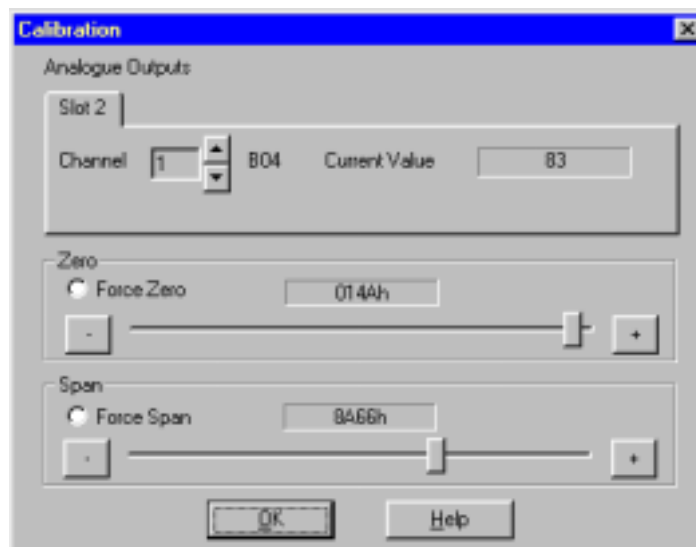 Calibration
Analogue Outputs
Slot 2
Channel 1 B04 Current Value 83
Zero
Force Zero 014Ah
- +
Span
Force Span 8A66h
- +
OK Help